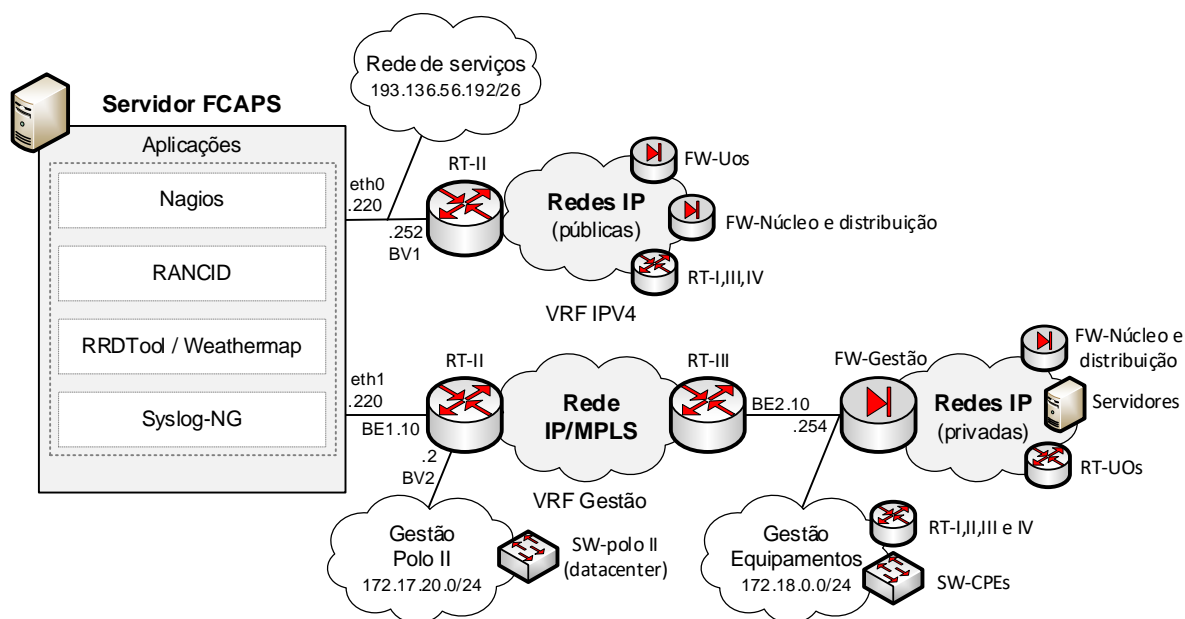 Rede de serviços
193.136.56.192/26
Servidor FCAPS
Aplicações
Nagios
RANCID
RRDTool / Weathermap
Syslog-NG
eth0
.220
RT-II
.252
BV1
Redes IP
(públicas)
FW-Uos
FW-Núcleo e distribuição
RT-I,III,IV
VRF IPV4
eth1
.220
RT-II
BE1.10
.2
BV2
Rede
IP/MPLS
VRF Gestão
RT-III
BE2.10
.254
FW-Gestão
Redes IP
(privadas)
FW-Núcleo e
distribuição
Servidores
RT-UOs
Gestão
Polo II
172.17.20.0/24
SW-polo II
(datacenter)
Gestão
Equipamentos
172.18.0.0/24
RT-I,II,III e IV
SW-CPEs